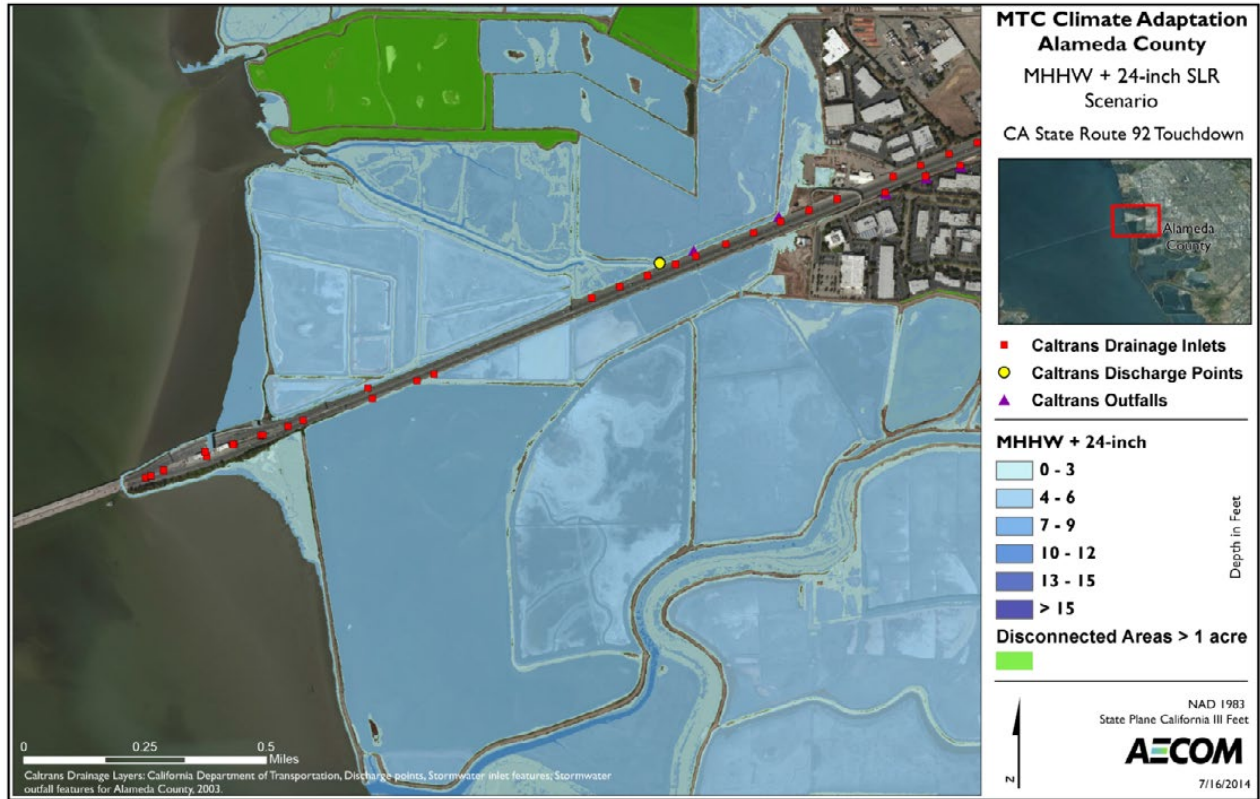 MTC Climate Adaptation
Alameda County
MHHW + 24-inch SLR
Scenario
CA State Route 92 Touchdown
Alameda
County
Caltrans Drainage Inlets
Caltrans Discharge Points
Caltrans Outfalls
MHHW + 24-inch
0 - 3
4 - 6
7 - 9
10 - 12
13 - 15
> 15
Depth in Feet
Disconnected Areas > 1 acre
N
NAD 1983
State Plane California III Feet
AECOM
7/16/2014
0 0.25 0.5
Miles
Caltrans Drainage Layers: California Department of Transportation, Discharge points, Stormwater inlet features; Stormwater
outfall features for Alameda County, 2003.